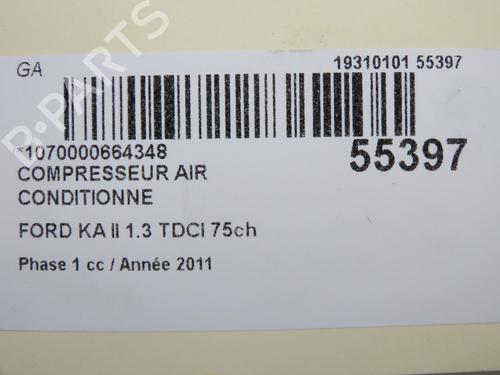 B-PARTS
GA
19310101 55397
*1070000664348
55397
COMPRESSEUR AIR
CONDITIONNE
FORD KA II 1.3 TDCI 75ch
Phase 1 cc / Année 2011